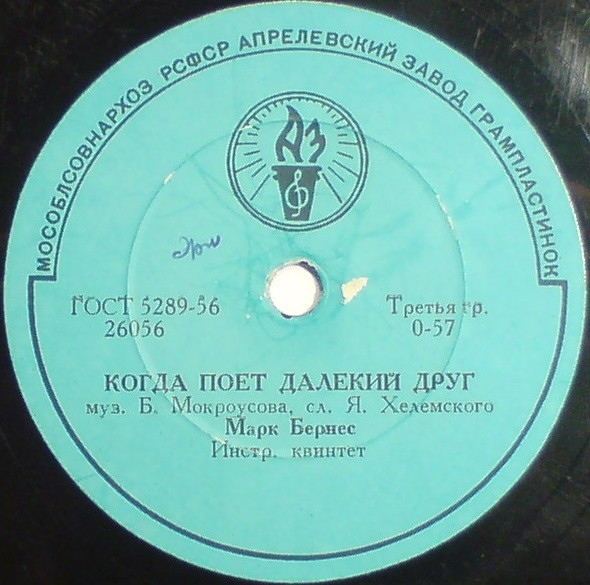 МОСОБЛСОВНАРХОЗ РСФСР АПРЕЛЕВСКИЙ ЗАВОД ГРАМПЛАСТИНОК
АЗ
ГОСТ 5289-56
26056
Третья гр.
0-57
КОГДА ПОЕТ ДАЛЕКИЙ ДРУГ
муз. Б. Мокроусова, сл. Я. Хелемского
Марк Бернес
Инстр. квинтет